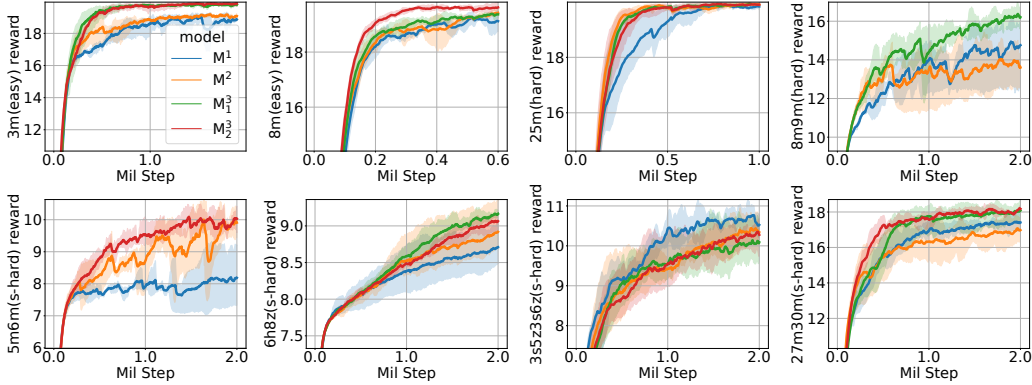 3m(easy) reward
18
16
14
12
model
M¹
M²
M³₁
M³₂
0.0
1.0
Mil Step
8m(easy) reward
18
16
0.0
0.2
0.4
0.6
Mil Step
25m(hard) reward
18
16
0.0
0.5
1.0
Mil Step
8m9m(hard) reward
16
14
12
10
0.0
1.0
2.0
Mil Step
5m6m(s-hard) reward
10
9
8
7
6
0.0
1.0
2.0
Mil Step
6h8z(s-hard) reward
9.0
8.5
8.0
7.5
0.0
1.0
2.0
Mil Step
3s5z3s6z(s-hard) reward
11
10
9
8
0.0
1.0
2.0
Mil Step
27m30m(s-hard) reward
18
16
14
12
0.0
1.0
2.0
Mil Step